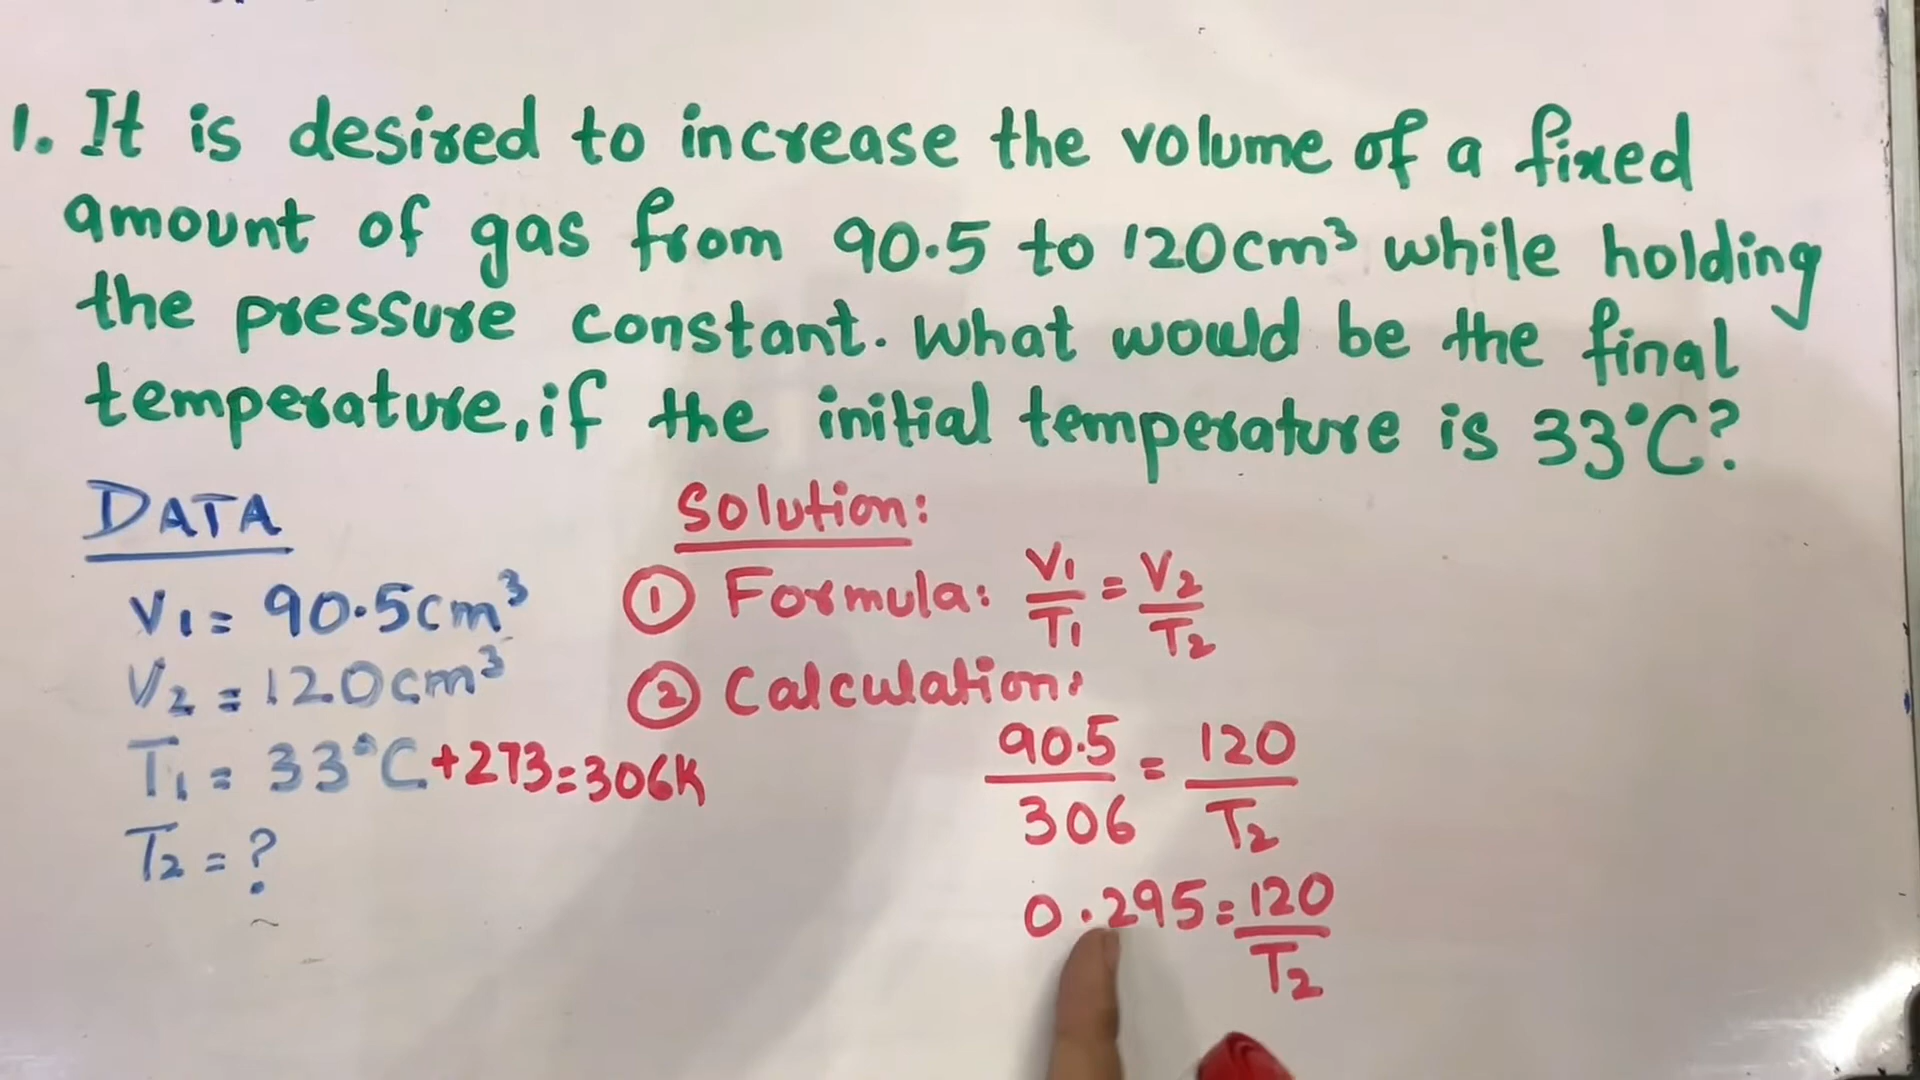 1. It is desired to increase the volume of a fixed
amount of gas from 90.5 to 120cm³ while holding
the pressure constant. What would be the final
temperature, if the initial temperature is 33°C?
DATA
V₁ = 90.5cm³
V₂ = 120cm³
T₁ = 33°C+273=306K
T₂ = ?
Solution:
① Formula: V₁/T₁ = V₂/T₂
② Calculation:
90.5/306 = 120/T₂
0.295 = 120/T₂